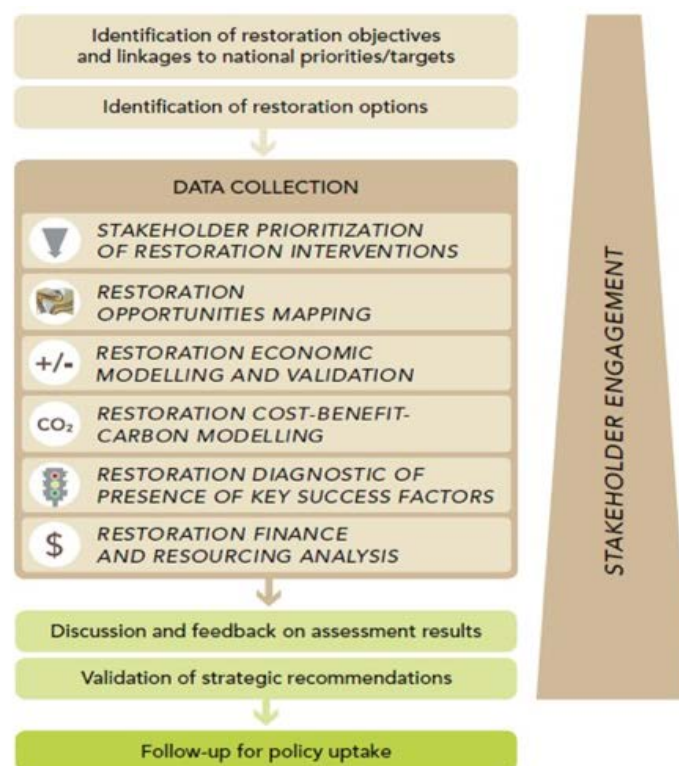 Identification of restoration objectives
and linkages to national priorities/targets
Identification of restoration options
DATA COLLECTION
STAKEHOLDER PRIORITIZATION
OF RESTORATION INTERVENTIONS
RESTORATION
OPPORTUNITIES MAPPING
+/-
RESTORATION ECONOMIC
MODELLING AND VALIDATION
CO₂
RESTORATION COST-BENEFIT-
CARBON MODELLING
RESTORATION DIAGNOSTIC OF
PRESENCE OF KEY SUCCESS FACTORS
$
RESTORATION FINANCE
AND RESOURCING ANALYSIS
Discussion and feedback on assessment results
Validation of strategic recommendations
Follow-up for policy uptake
STAKEHOLDER ENGAGEMENT